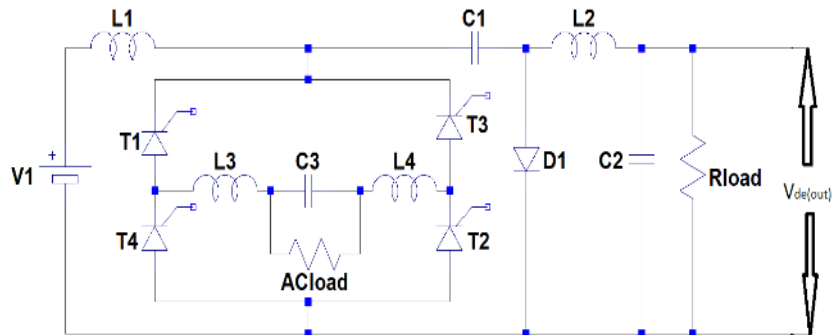 L1
C1
L2
T1
T3
L3
C3
L4
V1
+
D1
C2
Rload
Vdc(out)
T4
T2
ACload